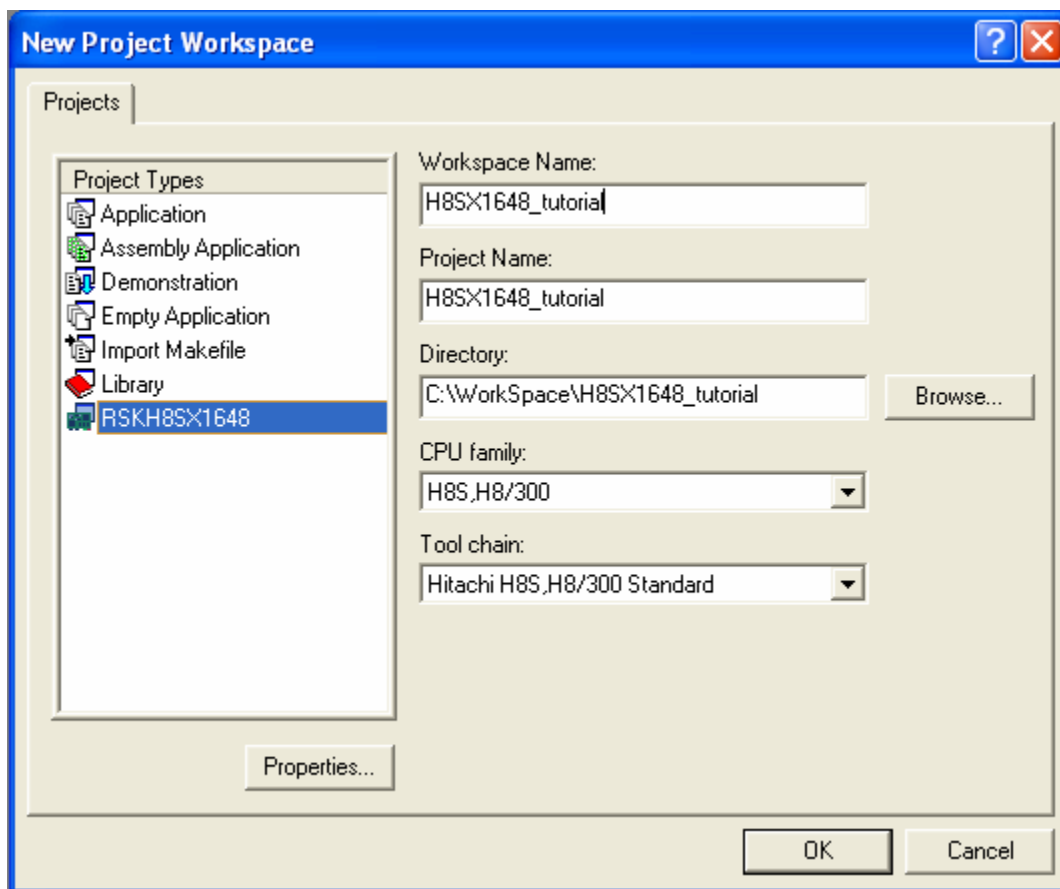 New Project Workspace
Projects
Project Types
Application
Assembly Application
Demonstration
Empty Application
Import Makefile
Library
RSKH8SX1648
Properties...
Workspace Name:
H8SX1648_tutorial
Project Name:
H8SX1648_tutorial
Directory:
C:\WorkSpace\H8SX1648_tutorial
Browse...
CPU family:
H8S,H8/300
Tool chain:
Hitachi H8S,H8/300 Standard
OK
Cancel